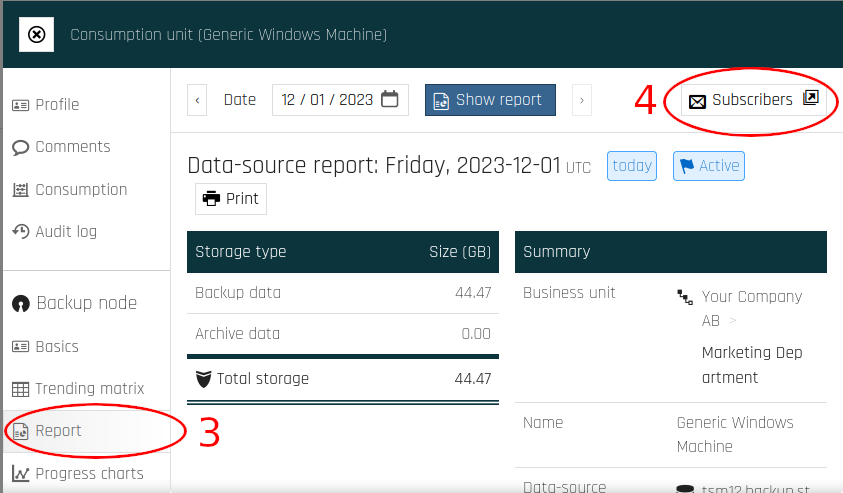 Consumption unit (Generic Windows Machine)
Profile
Comments
Consumption
Audit log
Backup node
Basics
Trending matrix
Report
3
Progress charts
‹ Date 12 / 01 / 2023 Show report › 4 Subscribers
Data-source report: Friday, 2023-12-01 UTC today Active
Print
Storage type Size (GB)
Backup data 44.47
Archive data 0.00
Total storage 44.47
Summary
Business unit Your Company
AB >
Marketing Dep
artment
Name Generic Windows
Machine
Data-source tsm12.backup.st